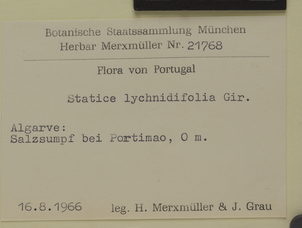 Botanische Staatssammlung München
Herbar Merxmüller Nr. 21768
Flora von Portugal
Statice lychnidifolia Gir.
Algarve:
Salzsumpf bei Portimao, 0 m.
16.8.1966 leg. H. Merxmüller & J. Grau